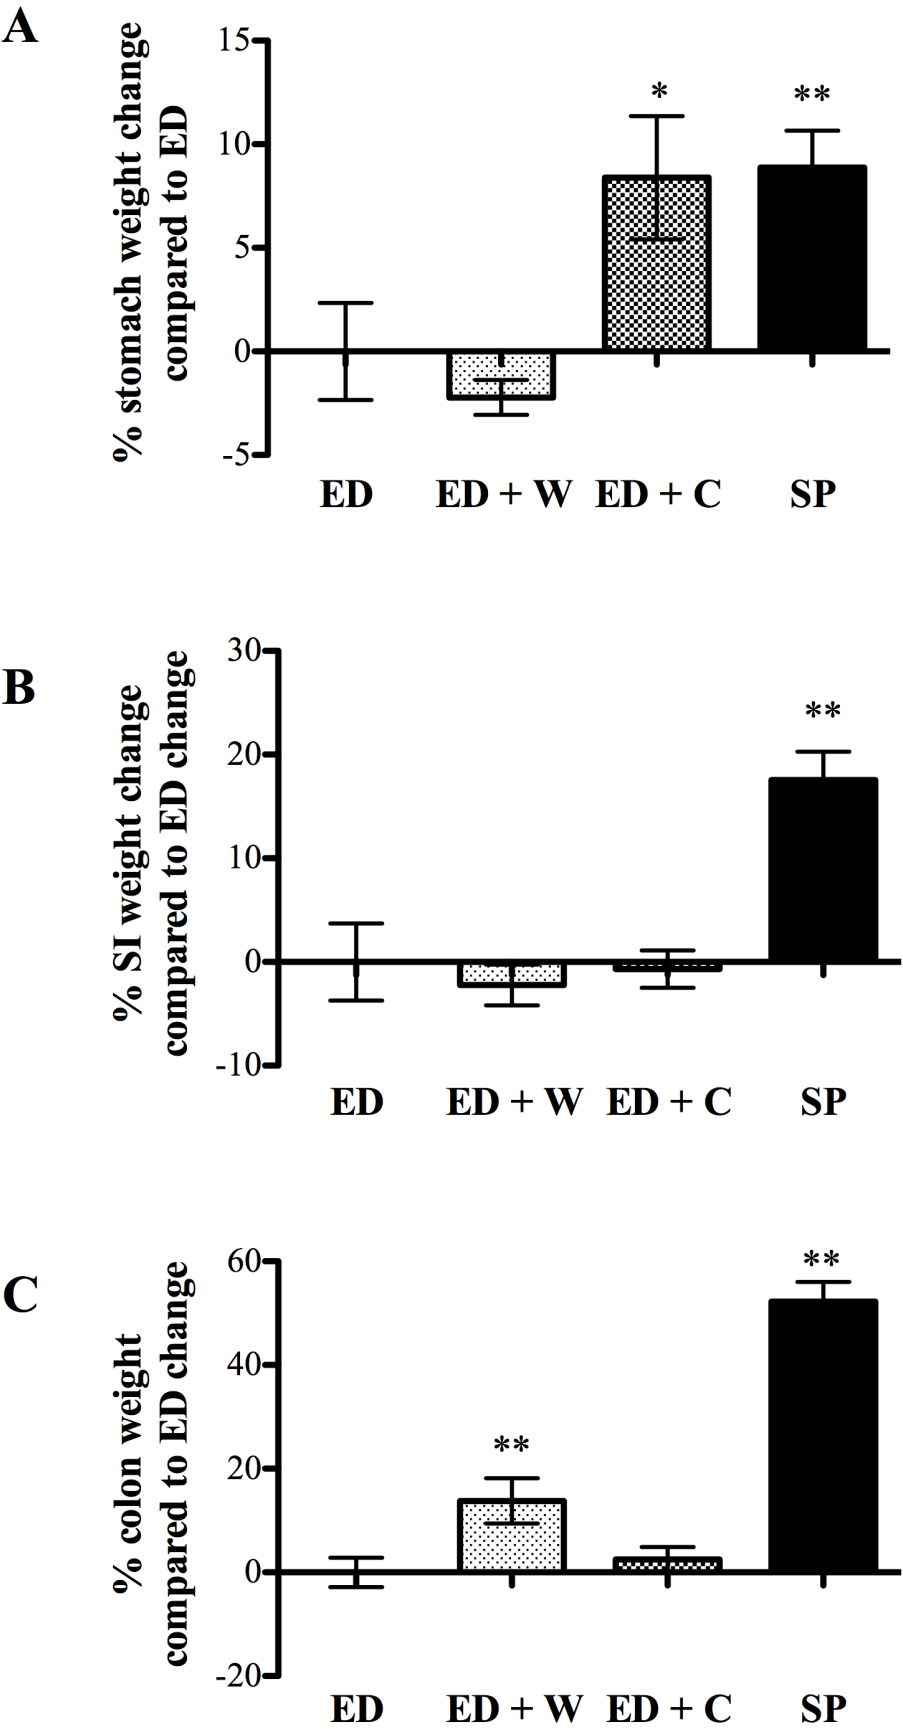 A
% stomach weight change
compared to ED
15
10
5
0
-5
*
**
ED
ED + W
ED + C
SP
B
% SI weight change
compared to ED change
30
20
10
0
-10
**
ED
ED + W
ED + C
SP
C
% colon weight
compared to ED change
60
40
20
0
-20
**
**
ED
ED + W
ED + C
SP